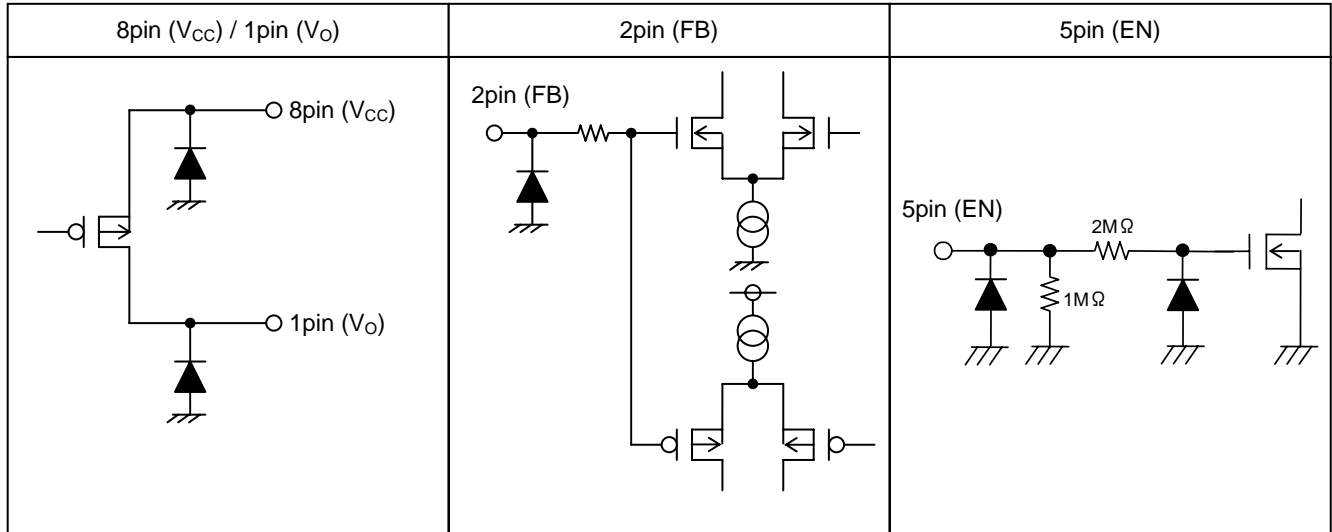 8pin (VCC) / 1pin (VO)
2pin (FB)
5pin (EN)
8pin (VCC)
1pin (VO)
2pin (FB)
5pin (EN)
2MΩ
1MΩ